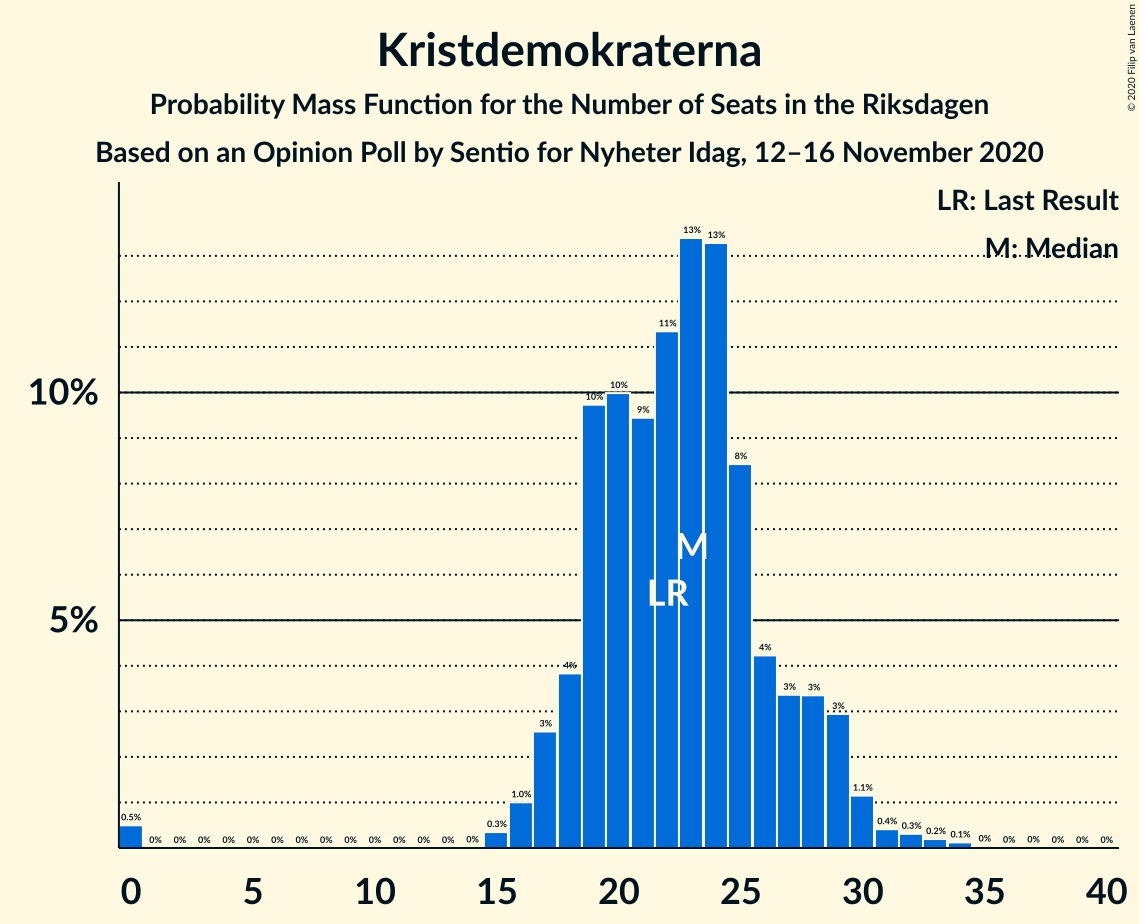 Kristdemokraterna
Probability Mass Function for the Number of Seats in the Riksdagen
Based on an Opinion Poll by Sentio for Nyheter Idag, 12–16 November 2020
© 2020 Filip van Laenen
LR: Last Result
M: Median
13% 13%
11%
10%
10% 10%
9%
8%
M
LR
5%
4% 4%
3% 3% 3% 3%
0.5% 0% 0% 0% 0% 0% 0% 0% 0% 0% 0% 0% 0% 0% 0% 0.3% 1.0% 1.1% 0.4% 0.3% 0.2% 0.1% 0% 0% 0% 0% 0% 0%
0 5 10 15 20 25 30 35 40